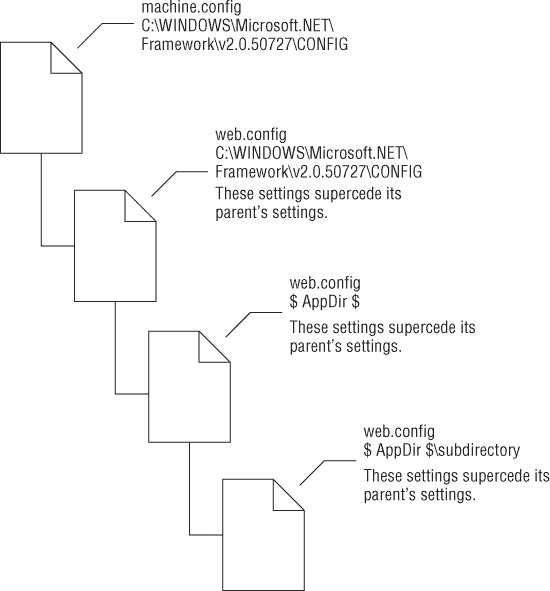 machine.config
C:\WINDOWS\Microsoft.NET\
Framework\v2.0.50727\CONFIG
web.config
C:\WINDOWS\Microsoft.NET\
Framework\v2.0.50727\CONFIG
These settings supercede its
parent's settings.
web.config
$ AppDir $
These settings supercede its
parent's settings.
web.config
$ AppDir $\subdirectory
These settings supercede its
parent's settings.